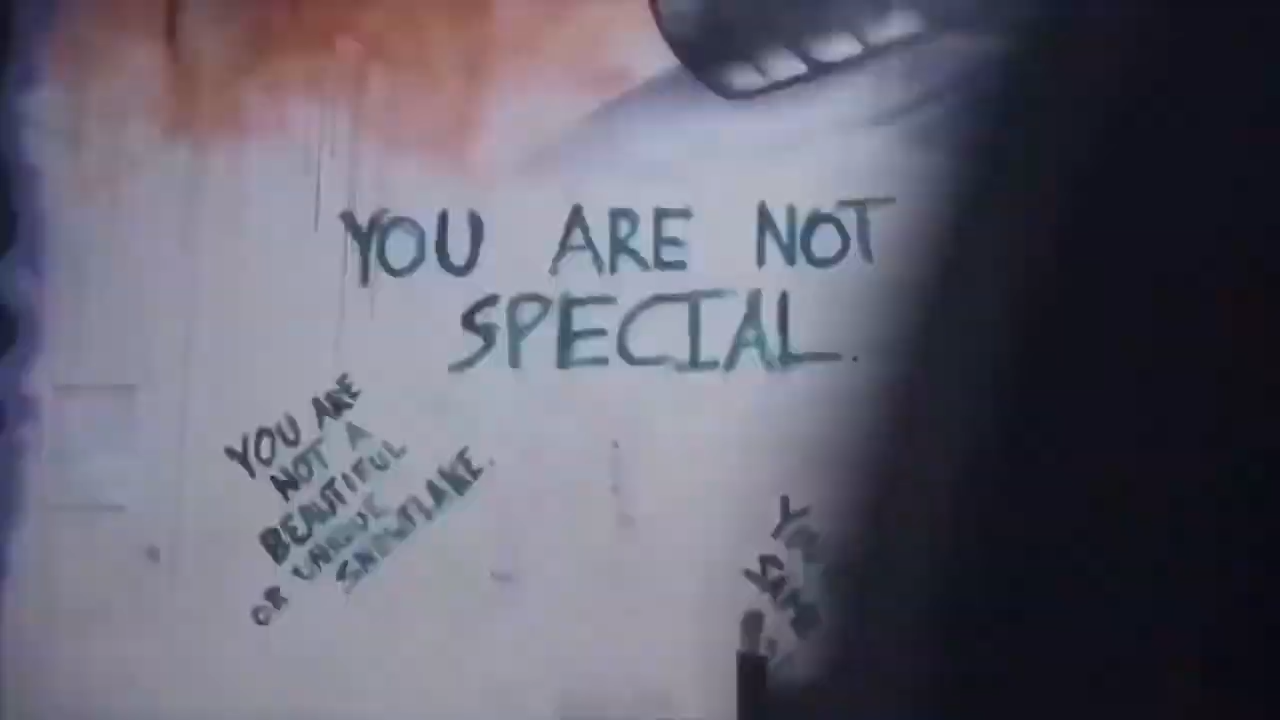 YOU ARE NOT
SPECIAL.
YOU ARE
NOT A
BEAUTIFUL
OR UNIQUE
SNOWFLAKE.